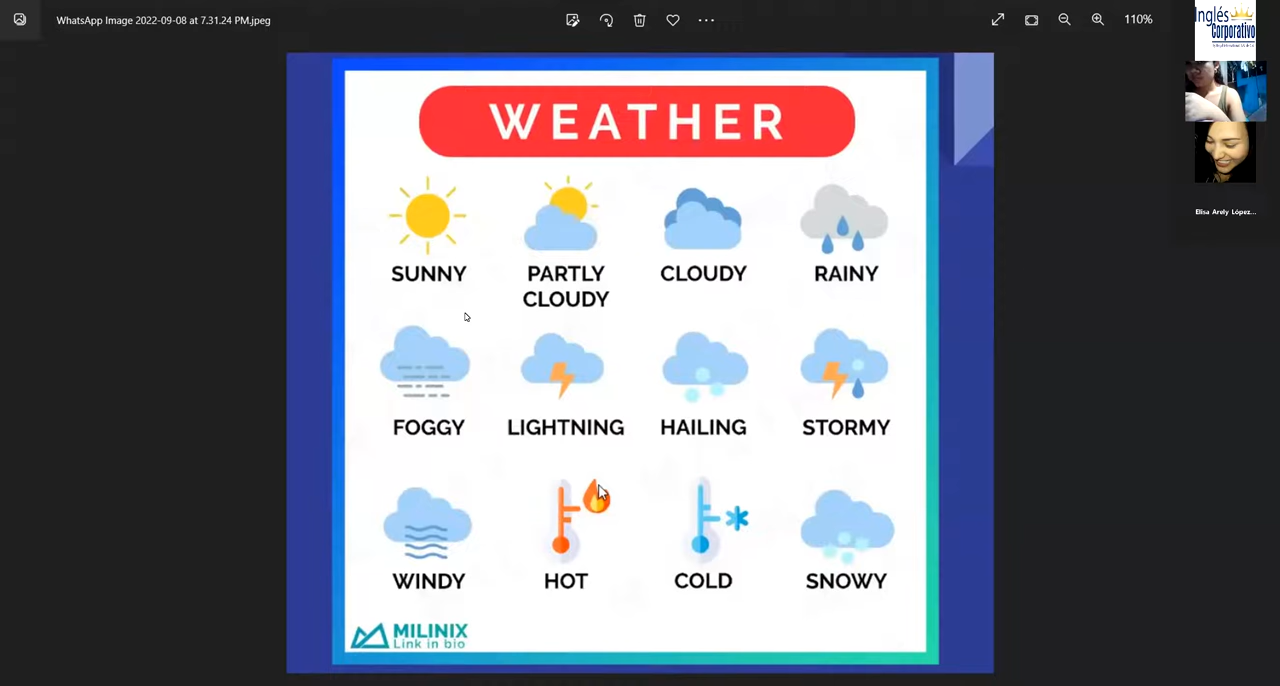 WhatsApp Image 2022-09-08 at 7.31.24 PM.jpeg
110%
Inglés
Corporativo
WEATHER
SUNNY
PARTLY
CLOUDY
CLOUDY
RAINY
FOGGY
LIGHTNING
HAILING
STORMY
WINDY
HOT
COLD
SNOWY
MILINIX
Link in bio
Elisa Arely López...